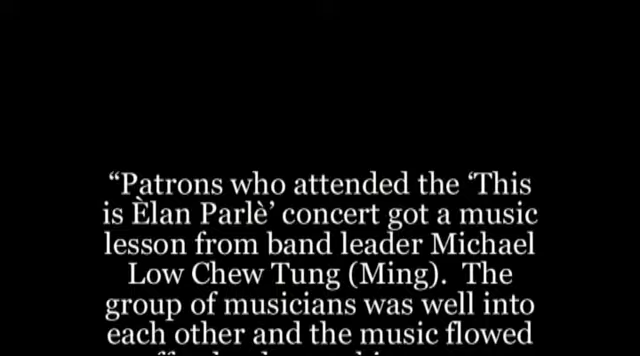 “Patrons who attended the ‘This
is Èlan Parlè’ concert got a music
lesson from band leader Michael
Low Chew Tung (Ming).  The
group of musicians was well into
each other and the music flowed